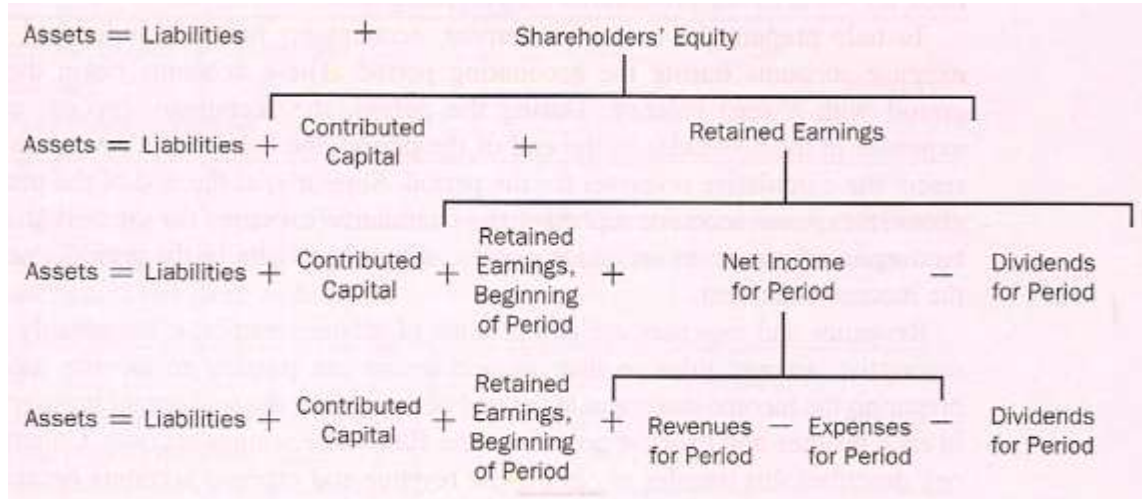 Assets = Liabilities + Shareholders' Equity
Assets = Liabilities + Contributed Capital + Retained Earnings
Assets = Liabilities + Contributed Capital + Retained Earnings, Beginning of Period + Net Income for Period − Dividends for Period
Assets = Liabilities + Contributed Capital + Retained Earnings, Beginning of Period + Revenues for Period − Expenses for Period − Dividends for Period